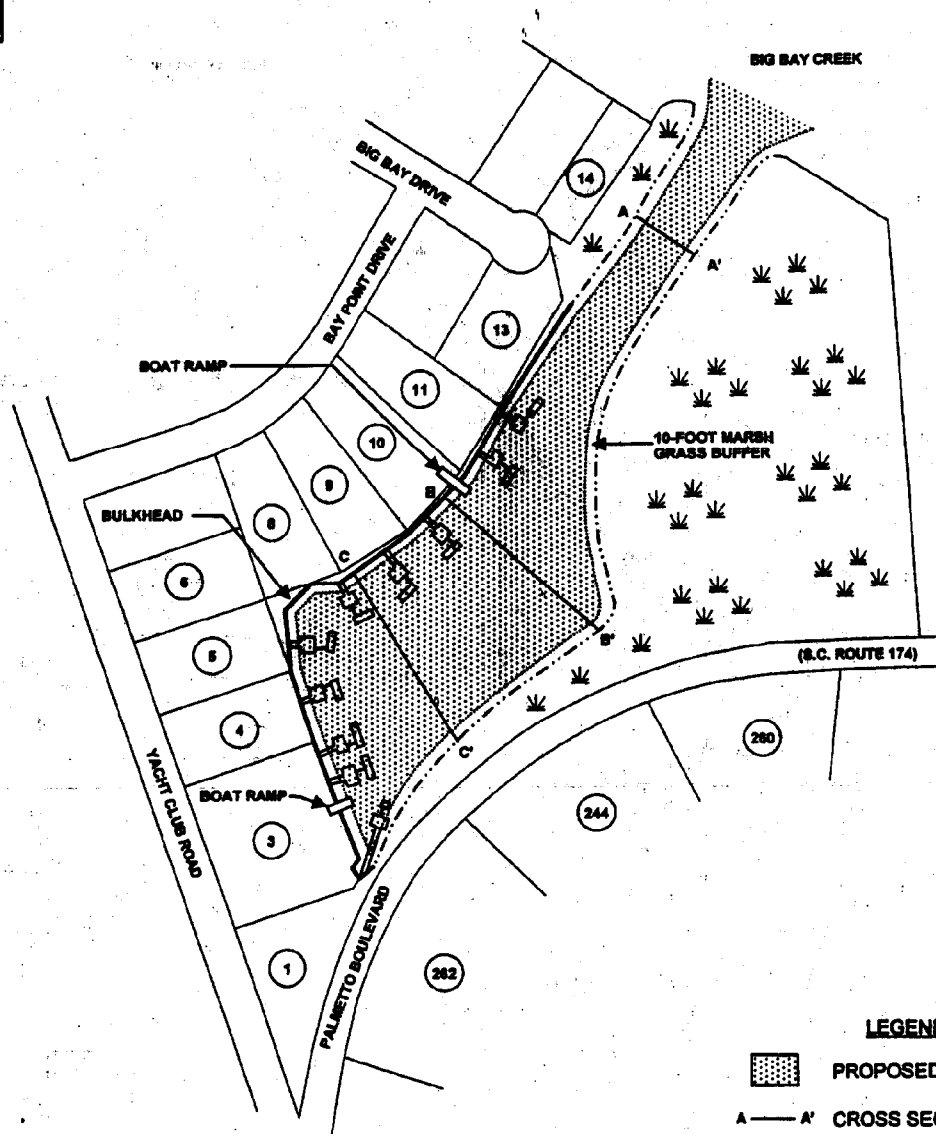 BIG BAY CREEK
BIG BAY DRIVE
14
A
A'
BAY POINT DRIVE
13
BOAT RAMP
11
10-FOOT MARSH
GRASS BUFFER
10
9
B
BULKHEAD
8
C
6
B'
(S.C. ROUTE 174)
5
4
C'
260
YACHT CLUB ROAD
BOAT RAMP
244
3
PALMETTO BOULEVARD
1
262
PROPOSED
A A' CROSS